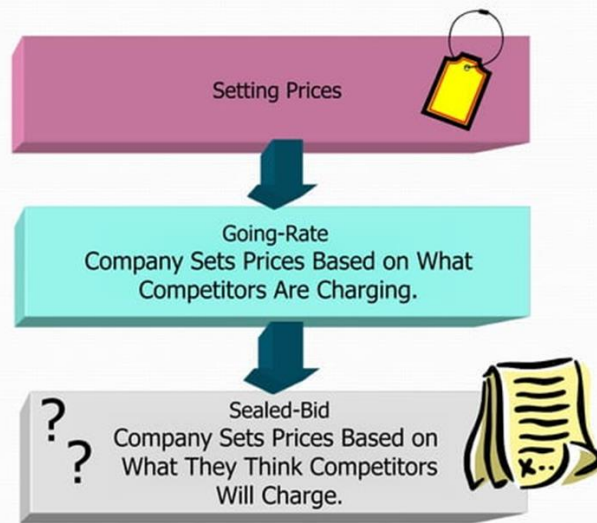 Setting Prices
Going-Rate
Company Sets Prices Based on What
Competitors Are Charging.
? Sealed-Bid
? Company Sets Prices Based on
What They Think Competitors
Will Charge.
x..